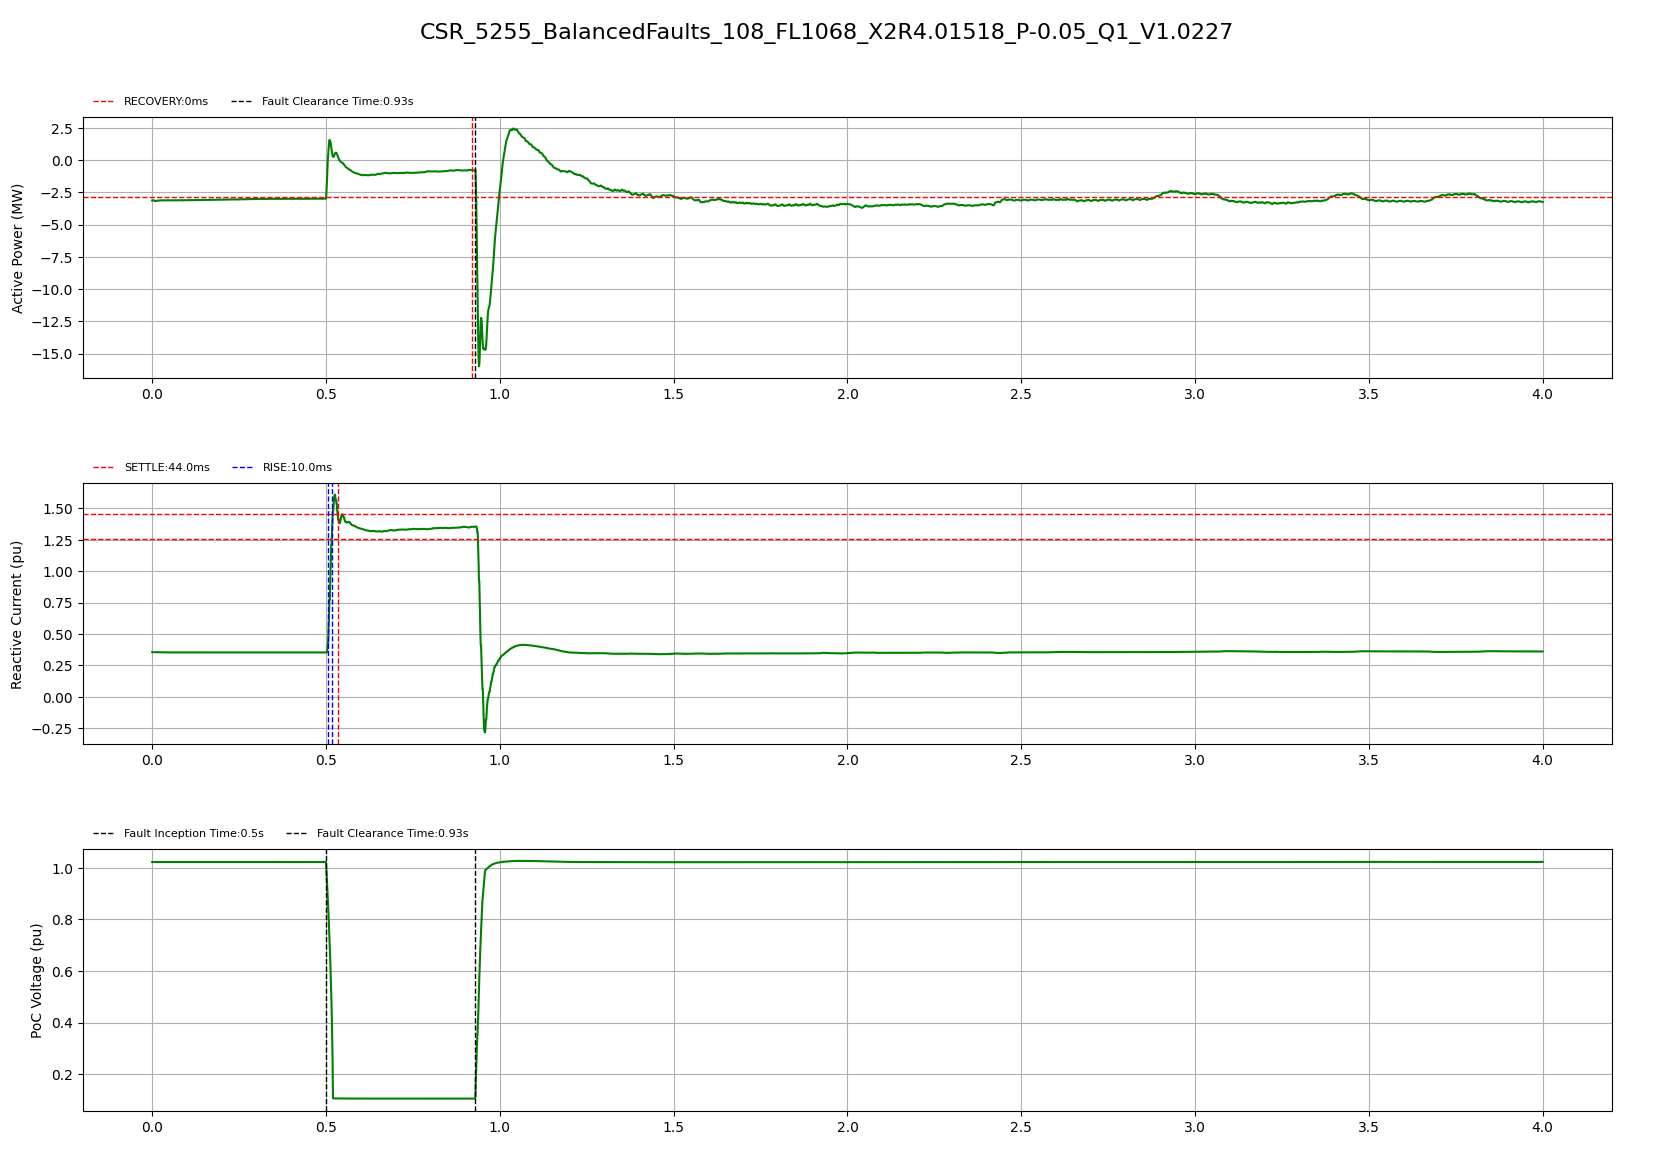 CSR_5255_BalancedFaults_108_FL1068_X2R4.01518_P-0.05_Q1_V1.0227
RECOVERY:0ms Fault Clearance Time:0.93s
Active Power (MW)
2.5
0.0
−2.5
−5.0
−7.5
−10.0
−12.5
−15.0
0.0 0.5 1.0 1.5 2.0 2.5 3.0 3.5 4.0
SETTLE:44.0ms RISE:10.0ms
Reactive Current (pu)
1.50
1.25
1.00
0.75
0.50
0.25
0.00
−0.25
0.0 0.5 1.0 1.5 2.0 2.5 3.0 3.5 4.0
Fault Inception Time:0.5s Fault Clearance Time:0.93s
PoC Voltage (pu)
1.0
0.8
0.6
0.4
0.2
0.0 0.5 1.0 1.5 2.0 2.5 3.0 3.5 4.0